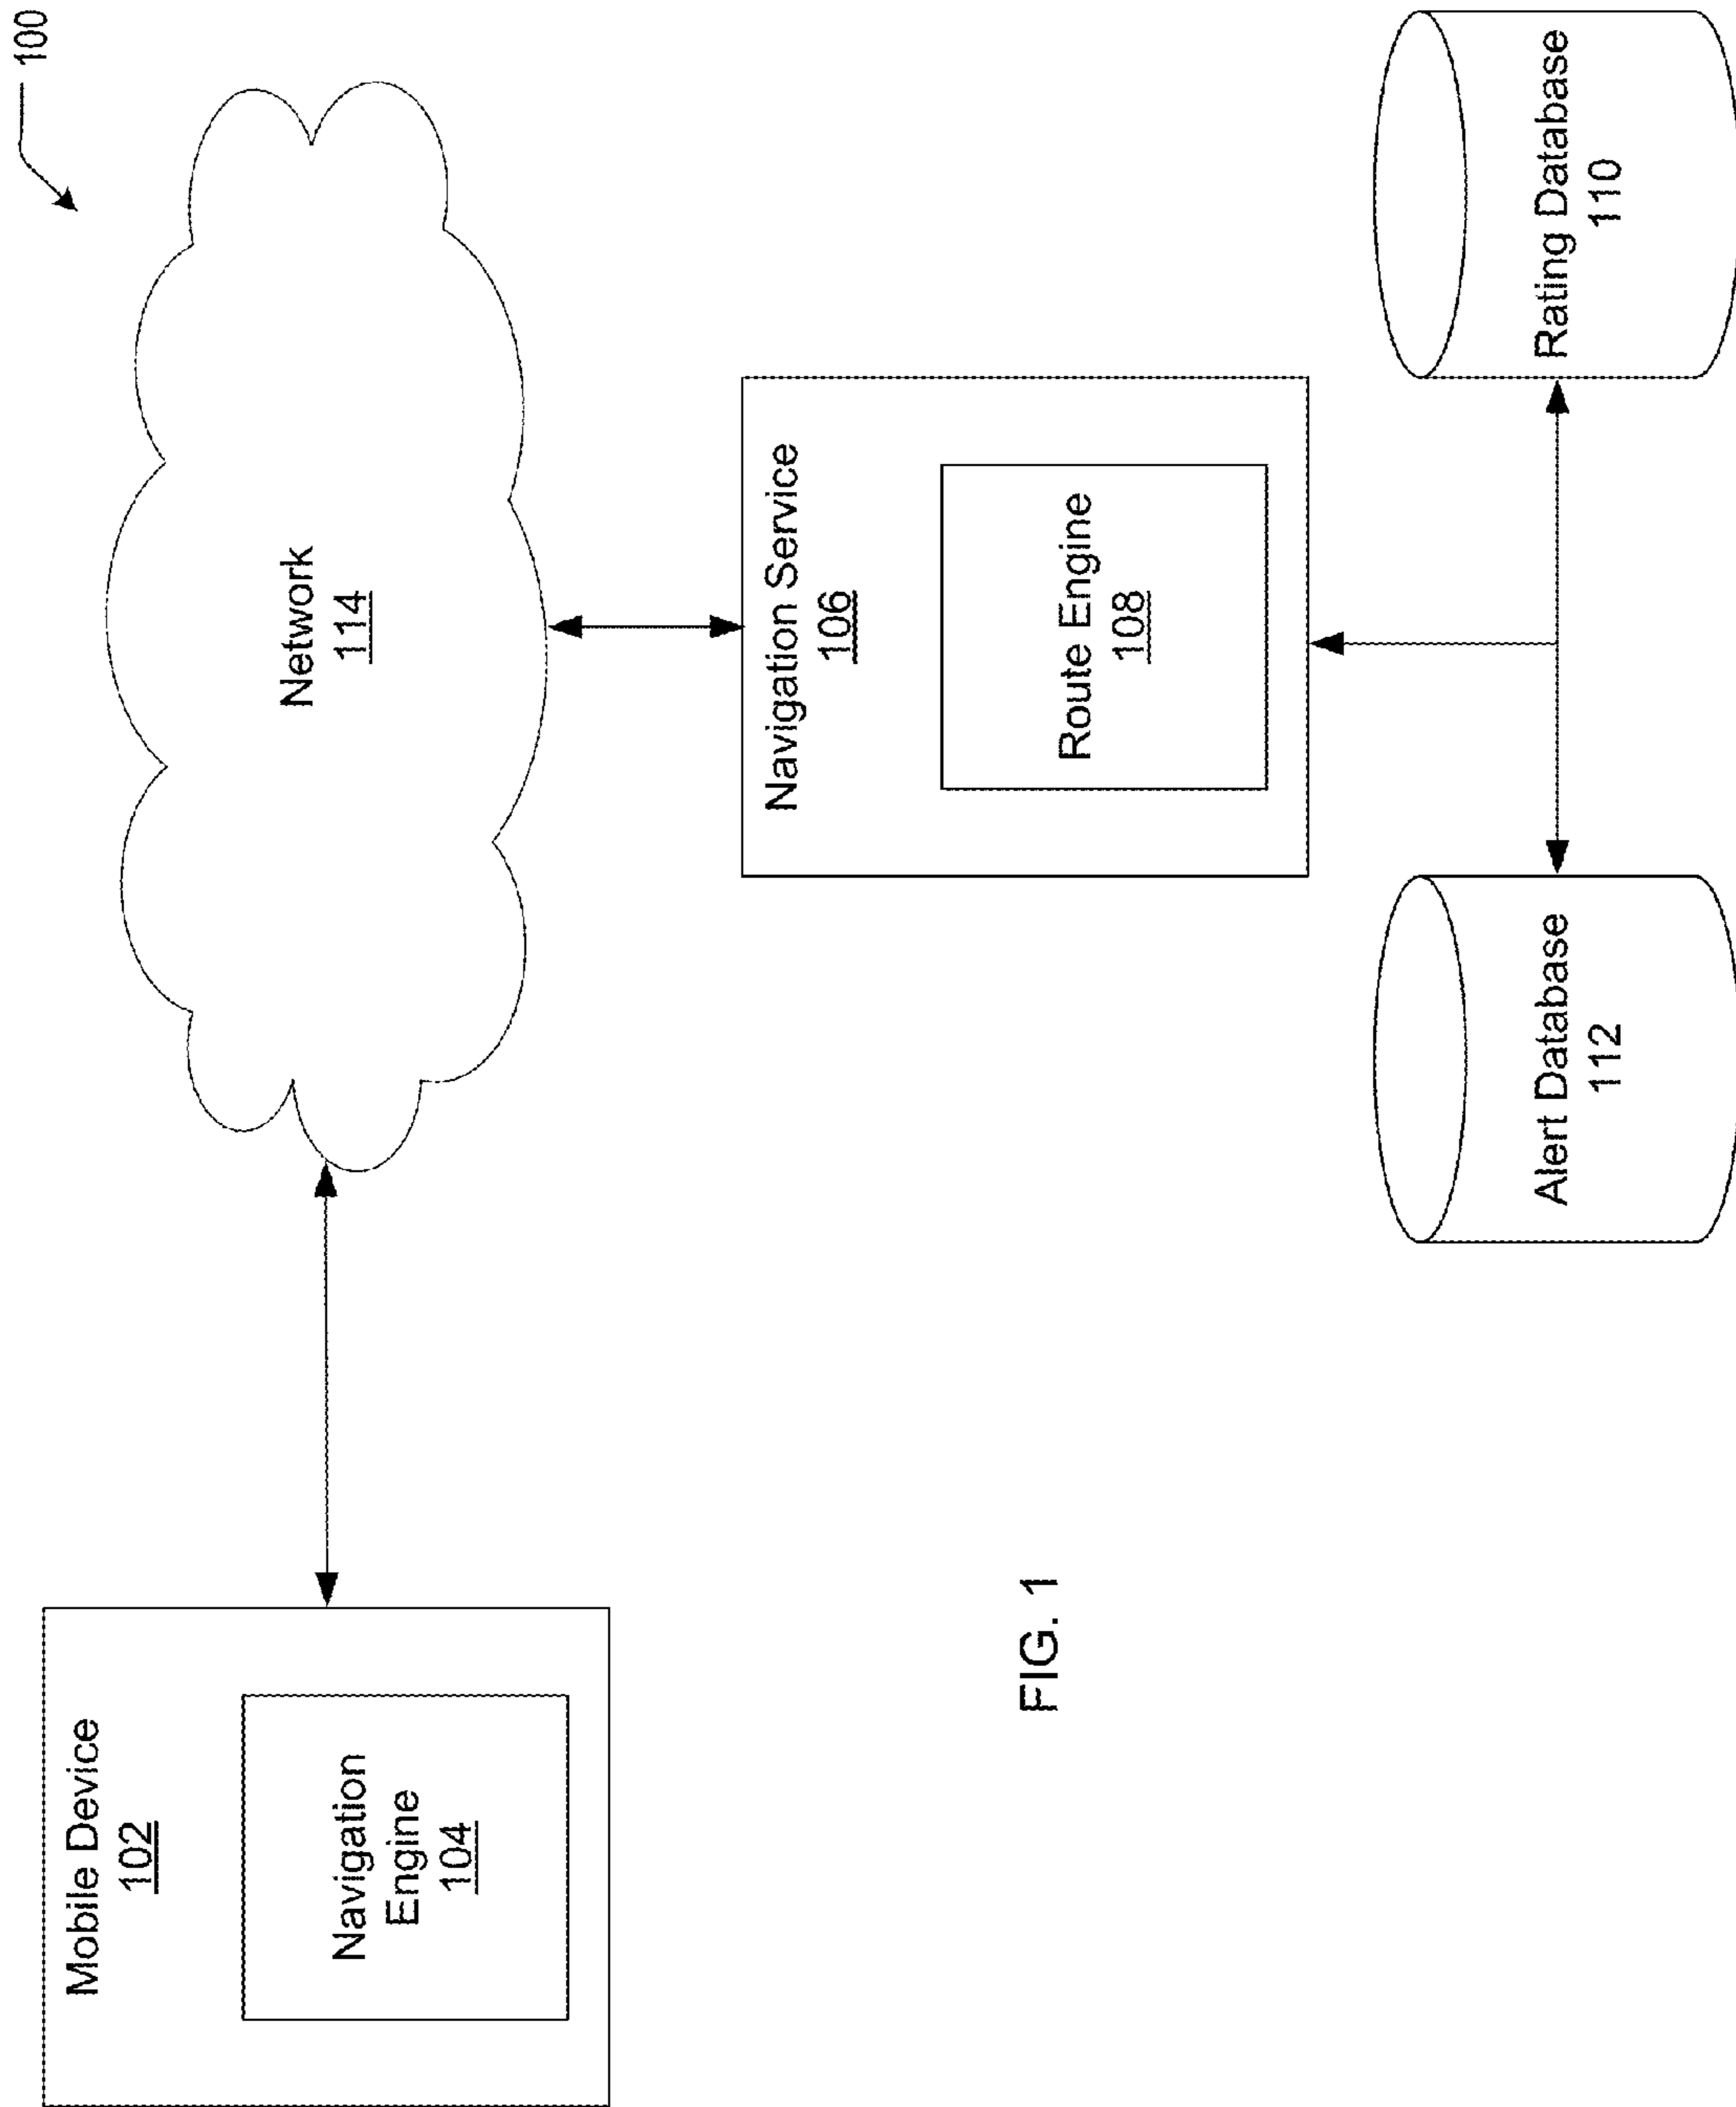 100
Network
114
Mobile Device
102
Navigation
Engine
104
Navigation Service
106
Route Engine
108
Alert Database
112
Rating Database
110
FIG. 1